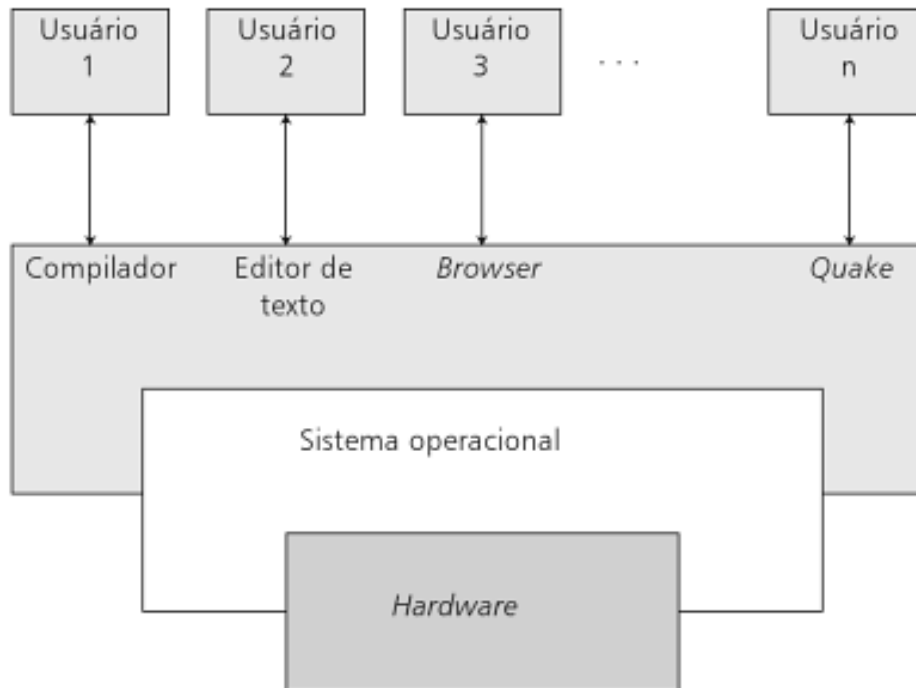 Usuário
1
Usuário
2
Usuário
3
. . .
Usuário
n
Compilador
Editor de
texto
Browser
Quake
Sistema operacional
Hardware